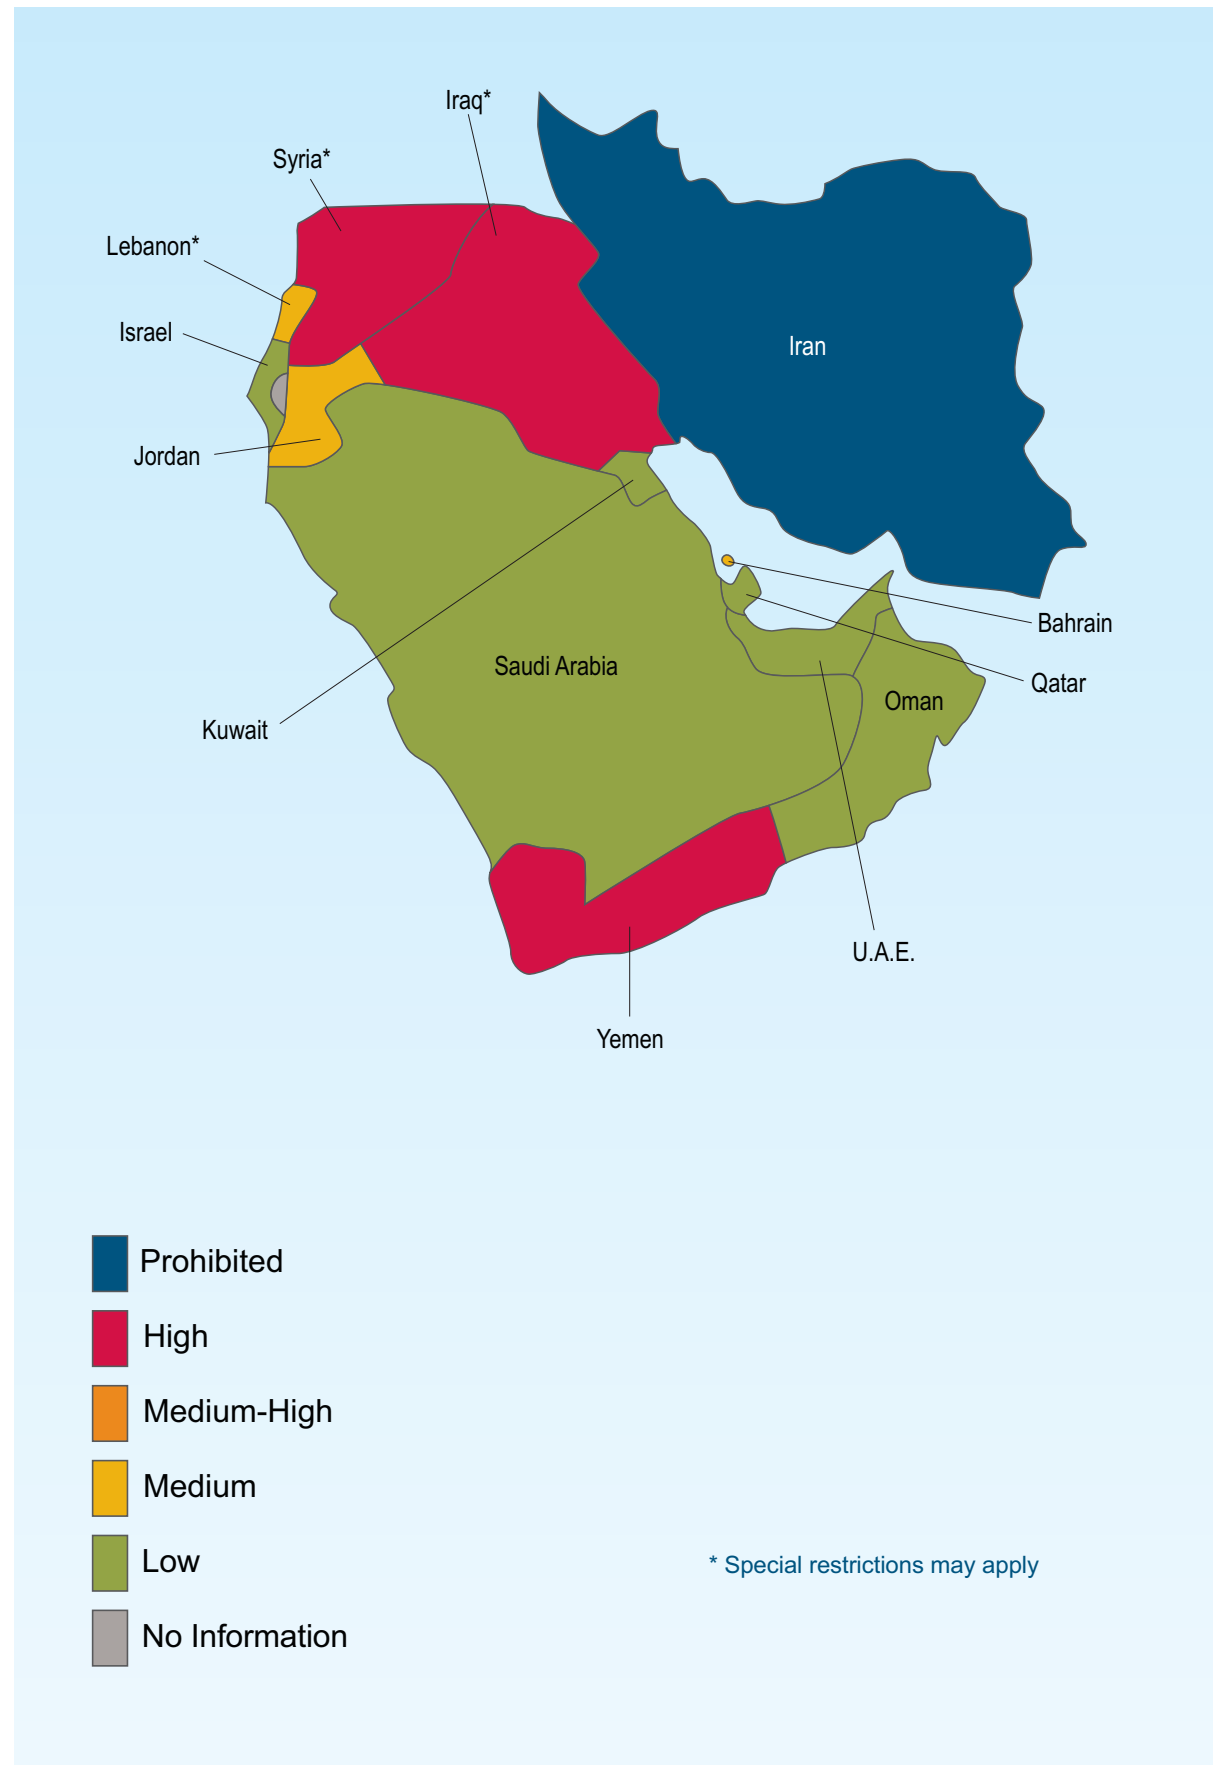 Iraq*
Syria*
Lebanon*
Israel
Iran
Jordan
Bahrain
Saudi Arabia
Qatar
Oman
Kuwait
U.A.E.
Yemen
Prohibited
High
Medium-High
Medium
Low
* Special restrictions may apply
No Information